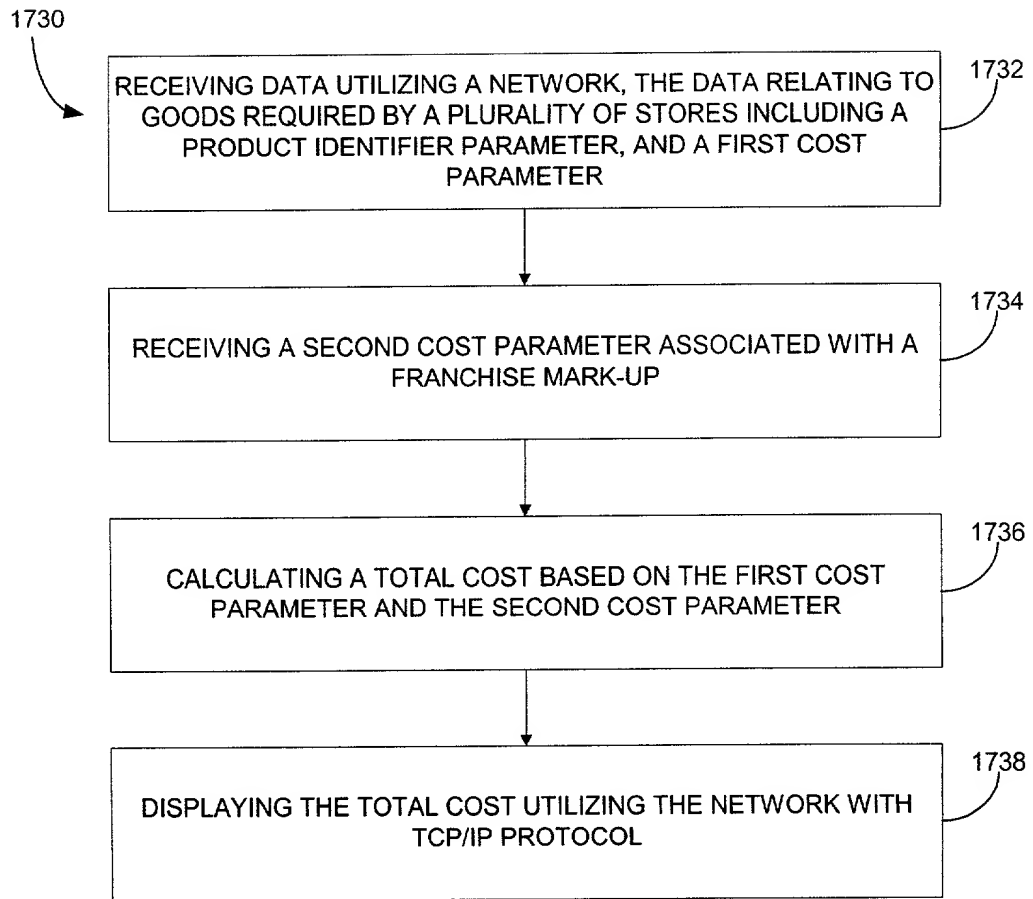 1730
1732
RECEIVING DATA UTILIZING A NETWORK, THE DATA RELATING TO
GOODS REQUIRED BY A PLURALITY OF STORES INCLUDING A
PRODUCT IDENTIFIER PARAMETER, AND A FIRST COST
PARAMETER
1734
RECEIVING A SECOND COST PARAMETER ASSOCIATED WITH A
FRANCHISE MARK-UP
1736
CALCULATING A TOTAL COST BASED ON THE FIRST COST
PARAMETER AND THE SECOND COST PARAMETER
1738
DISPLAYING THE TOTAL COST UTILIZING THE NETWORK WITH
TCP/IP PROTOCOL